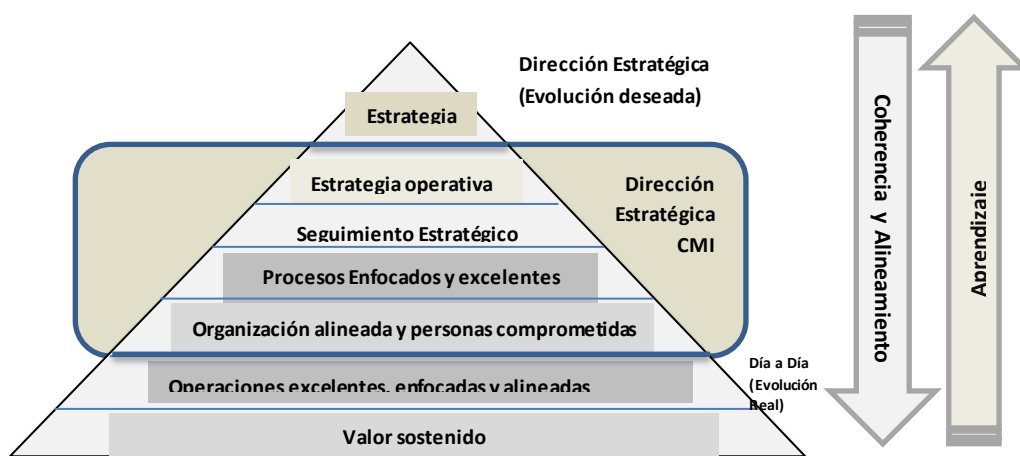 Dirección Estratégica
(Evolución deseada)
Estrategia
Estrategia operativa
Dirección
Estratégica
CMI
Seguimiento Estratégico
Procesos Enfocados y excelentes
Organización alineada y personas comprometidas
Día a Día
(Evolución
Real)
Operaciones excelentes, enfocadas y alineadas
Valor sostenido
Coherencia y Alineamiento
Aprendizaje